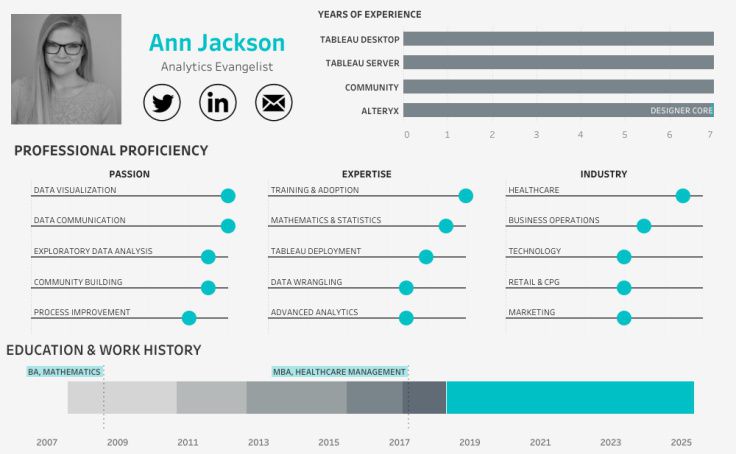 YEARS OF EXPERIENCE
Ann Jackson
Analytics Evangelist
in
TABLEAU DESKTOP
TABLEAU SERVER
COMMUNITY
ALTERYX
DESIGNER CORE
0 1 2 3 4 5 6 7
PROFESSIONAL PROFICIENCY
PASSION
DATA VISUALIZATION
DATA COMMUNICATION
EXPLORATORY DATA ANALYSIS
COMMUNITY BUILDING
PROCESS IMPROVEMENT
EXPERTISE
TRAINING & ADOPTION
MATHEMATICS & STATISTICS
TABLEAU DEPLOYMENT
DATA WRANGLING
ADVANCED ANALYTICS
INDUSTRY
HEALTHCARE
BUSINESS OPERATIONS
TECHNOLOGY
RETAIL & CPG
MARKETING
EDUCATION & WORK HISTORY
BA, MATHEMATICS
MBA, HEALTHCARE MANAGEMENT
2007 2009 2011 2013 2015 2017 2019 2021 2023 2025